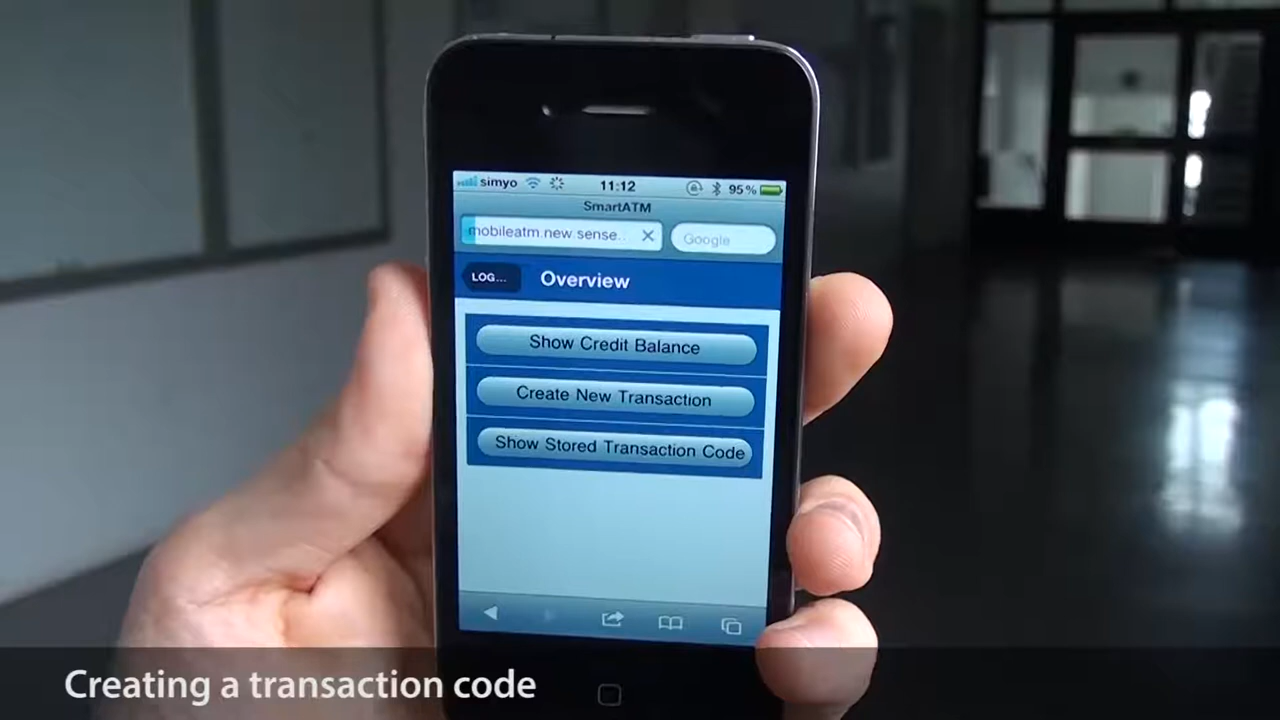 simyo 11:12 95%
SmartATM
mobileatm.new.sense..
Google
LOG...
Overview
Show Credit Balance
Create New Transaction
Show Stored Transaction Code
Creating a transaction code